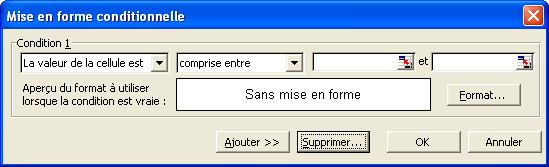 Mise en forme conditionnelle
Condition 1
La valeur de la cellule est comprise entre et
Aperçu du format à utiliser
lorsque la condition est vraie :
Sans mise en forme
Format...
Ajouter >> Supprimer... OK Annuler